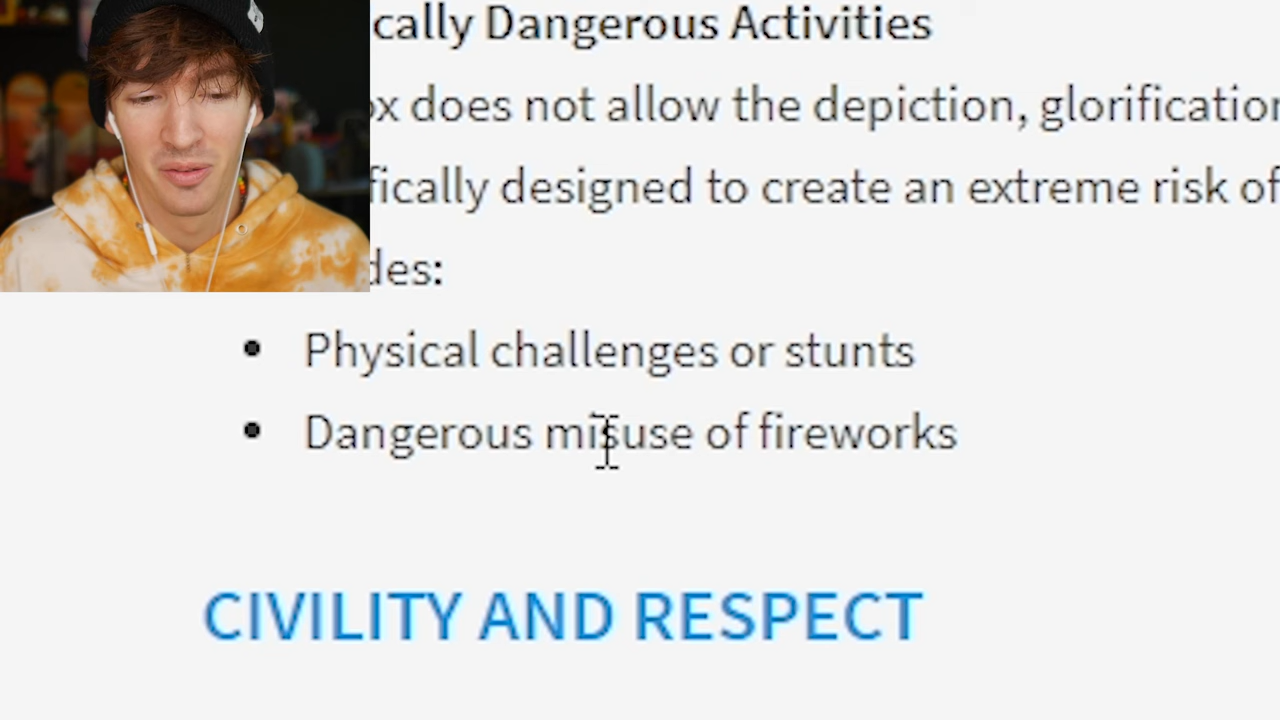 cally Dangerous Activities
ox does not allow the depiction, glorification
fically designed to create an extreme risk of
des:
• Physical challenges or stunts
• Dangerous misuse of fireworks
CIVILITY AND RESPECT